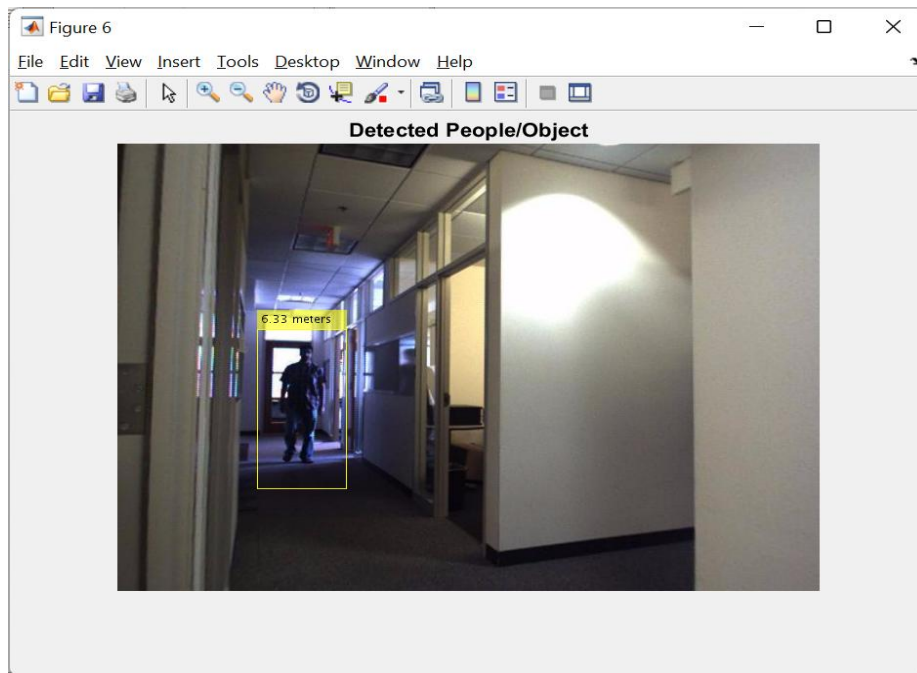 Figure 6
File Edit View Insert Tools Desktop Window Help
Detected People/Object
6.33 meters